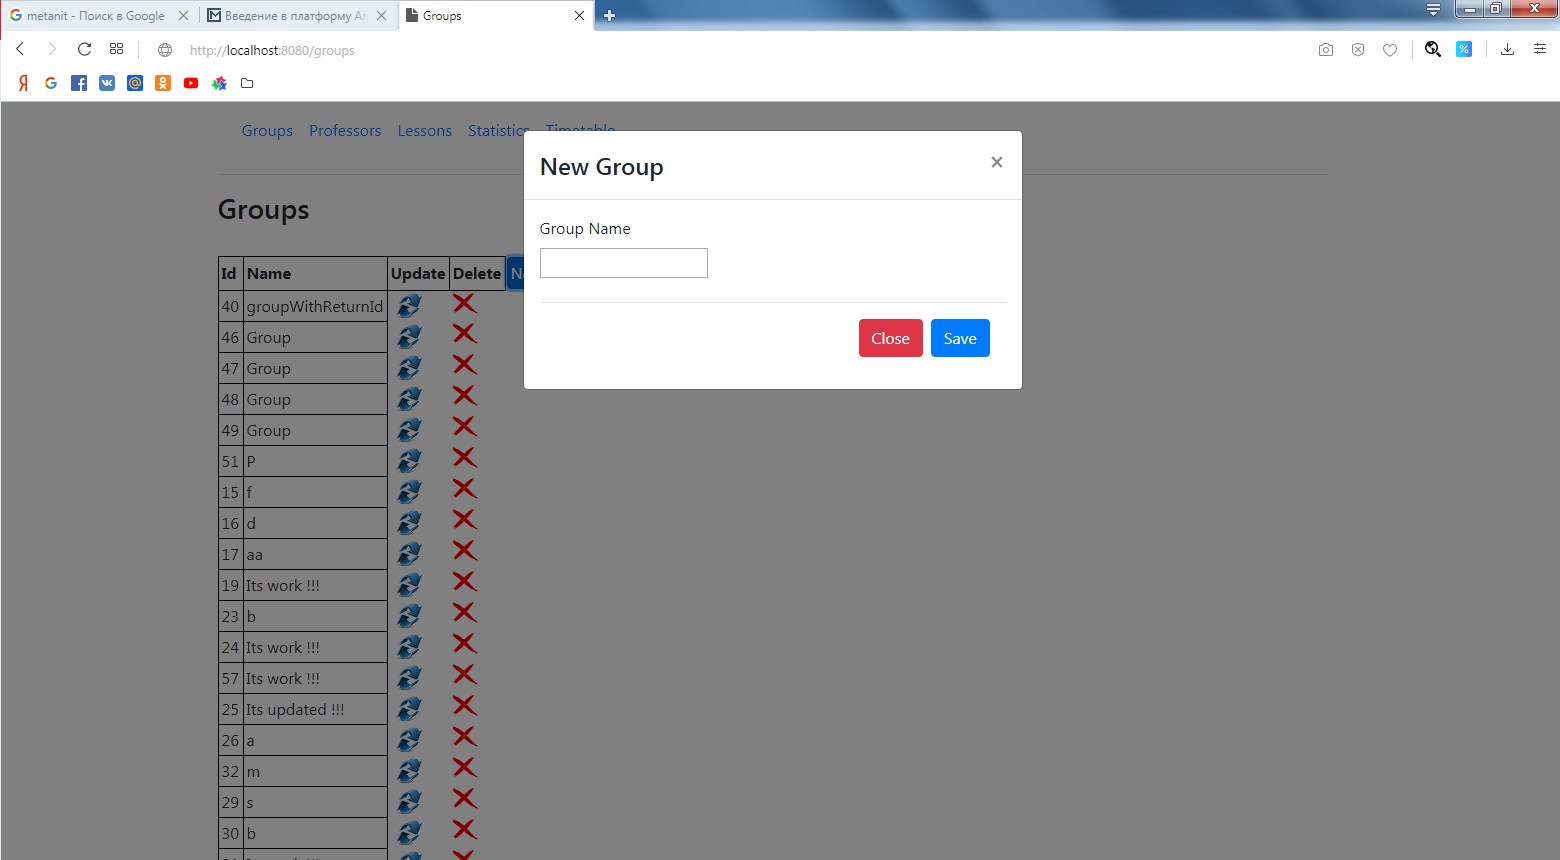 metanit - Поиск в Google
Введение в платформу An
Groups
http://localhost:8080/groups
Groups Professors Lessons Statistics Timetable
New Group
×
Groups
Group Name
Id Name Update Delete
Close Save
40 groupWithReturnId
46 Group
47 Group
48 Group
49 Group
51 P
15 f
16 d
17 aa
19 Its work !!!
23 b
24 Its work !!!
57 Its work !!!
25 Its updated !!!
26 a
32 m
29 s
30 b